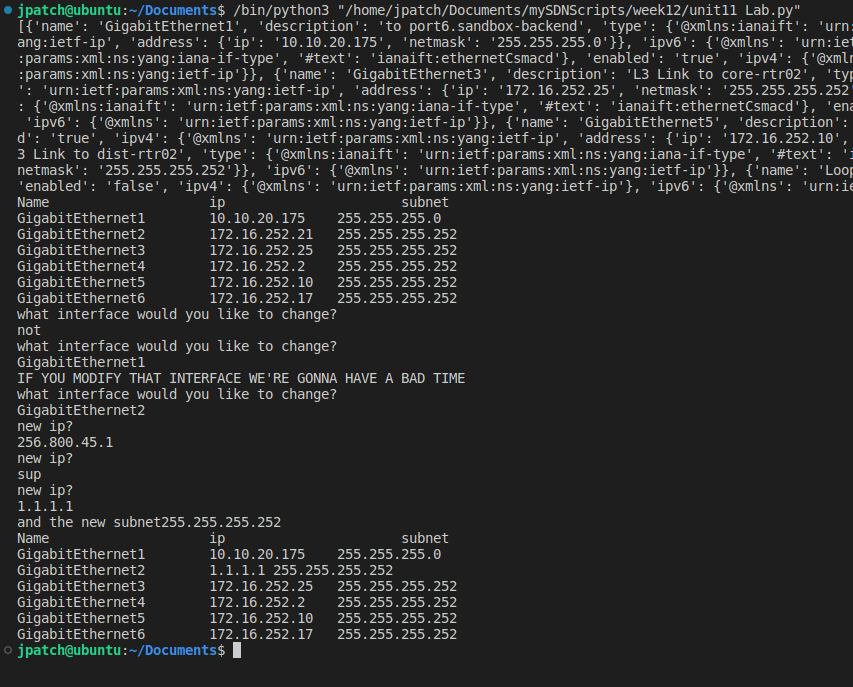 jpatch@ubuntu:~/Documents$ /bin/python3 "/home/jpatch/Documents/mySDNScripts/week12/unit11 Lab.py"
[{'name': 'GigabitEthernet1', 'description': 'to port6.sandbox-backend', 'type': {'@xmlns:ianaift': 'urn:
ang:ietf-ip', 'address': {'ip': '10.10.20.175', 'netmask': '255.255.255.0'}}, 'ipv6': {'@xmlns': 'urn:iet
:params:xml:ns:yang:iana-if-type', '#text': 'ianaift:ethernetCsmacd'}, 'enabled': 'true', 'ipv4': {'@xmln
:params:xml:ns:yang:ietf-ip'}}, {'name': 'GigabitEthernet3', 'description': 'L3 Link to core-rtr02', 'typ
': 'urn:ietf:params:xml:ns:yang:ietf-ip', 'address': {'ip': '172.16.252.25', 'netmask': '255.255.255.252'
: {'@xmlns:ianaift': 'urn:ietf:params:xml:ns:yang:iana-if-type', '#text': 'ianaift:ethernetCsmacd'}, 'ena
'ipv6': {'@xmlns': 'urn:ietf:params:xml:ns:yang:ietf-ip'}}, {'name': 'GigabitEthernet5', 'description':
d': 'true', 'ipv4': {'@xmlns': 'urn:ietf:params:xml:ns:yang:ietf-ip', 'address': {'ip': '172.16.252.10',
3 Link to dist-rtr02', 'type': {'@xmlns:ianaift': 'urn:ietf:params:xml:ns:yang:iana-if-type', '#text': 'i
netmask': '255.255.255.252'}}, 'ipv6': {'@xmlns': 'urn:ietf:params:xml:ns:yang:ietf-ip'}}, {'name': 'Loop
'enabled': 'false', 'ipv4': {'@xmlns': 'urn:ietf:params:xml:ns:yang:ietf-ip'}, 'ipv6': {'@xmlns': 'urn:ie
Name ip subnet
GigabitEthernet1 10.10.20.175 255.255.255.0
GigabitEthernet2 172.16.252.21 255.255.255.252
GigabitEthernet3 172.16.252.25 255.255.255.252
GigabitEthernet4 172.16.252.2 255.255.255.252
GigabitEthernet5 172.16.252.10 255.255.255.252
GigabitEthernet6 172.16.252.17 255.255.255.252
what interface would you like to change?
not
what interface would you like to change?
GigabitEthernet1
IF YOU MODIFY THAT INTERFACE WE'RE GONNA HAVE A BAD TIME
what interface would you like to change?
GigabitEthernet2
new ip?
256.800.45.1
new ip?
sup
new ip?
1.1.1.1
and the new subnet255.255.255.252
Name ip subnet
GigabitEthernet1 10.10.20.175 255.255.255.0
GigabitEthernet2 1.1.1.1 255.255.255.252
GigabitEthernet3 172.16.252.25 255.255.255.252
GigabitEthernet4 172.16.252.2 255.255.255.252
GigabitEthernet5 172.16.252.10 255.255.255.252
GigabitEthernet6 172.16.252.17 255.255.255.252
jpatch@ubuntu:~/Documents$